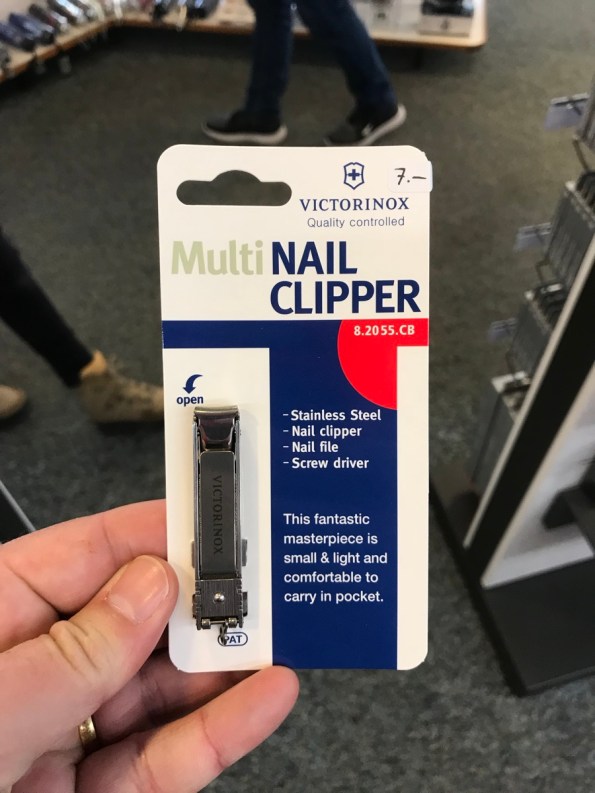 7.–
VICTORINOX
Quality controlled
Multi NAIL
CLIPPER
8.2055.CB
open
– Stainless Steel
– Nail clipper
– Nail file
– Screw driver
VICTORINOX
This fantastic
masterpiece is
small & light and
comfortable to
carry in pocket.
PAT